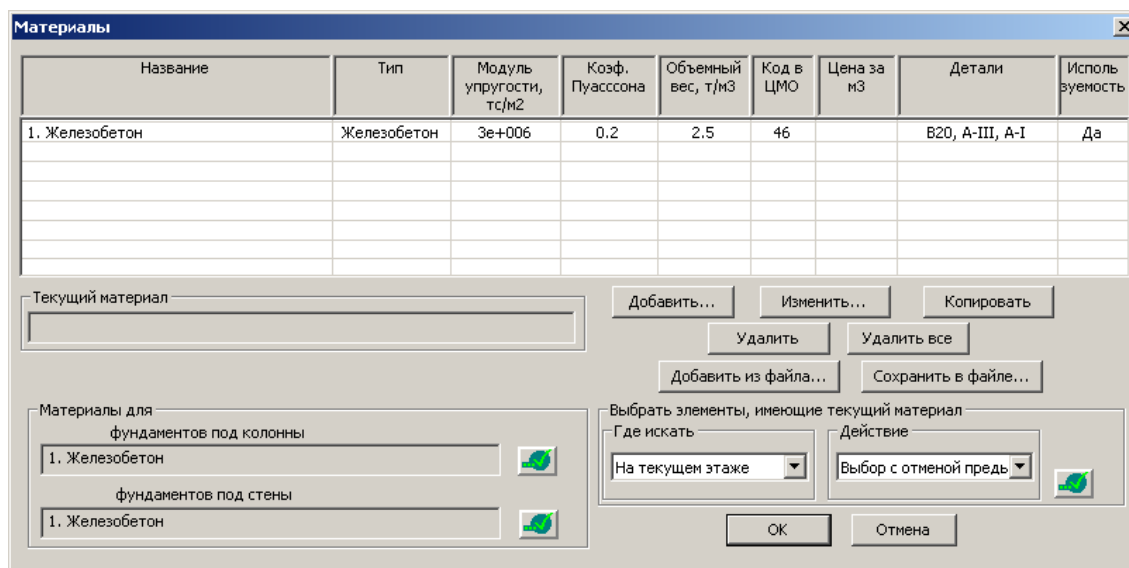 Материалы
Название Тип Модуль упругости, тс/м2 Коэф. Пуасссона Объемный вес, т/м3 Код в ЦМО Цена за м3 Детали Исполь зуемость
1. Железобетон Железобетон 3e+006 0.2 2.5 46 B20, A-III, A-I Да
Текущий материал
Добавить... Изменить... Копировать
Удалить Удалить все
Добавить из файла... Сохранить в файле...
Материалы для
фундаментов под колонны
1. Железобетон
фундаментов под стены
1. Железобетон
Выбрать элементы, имеющие текущий материал
Где искать Действие
На текущем этаже Выбор с отменой предь
OK Отмена